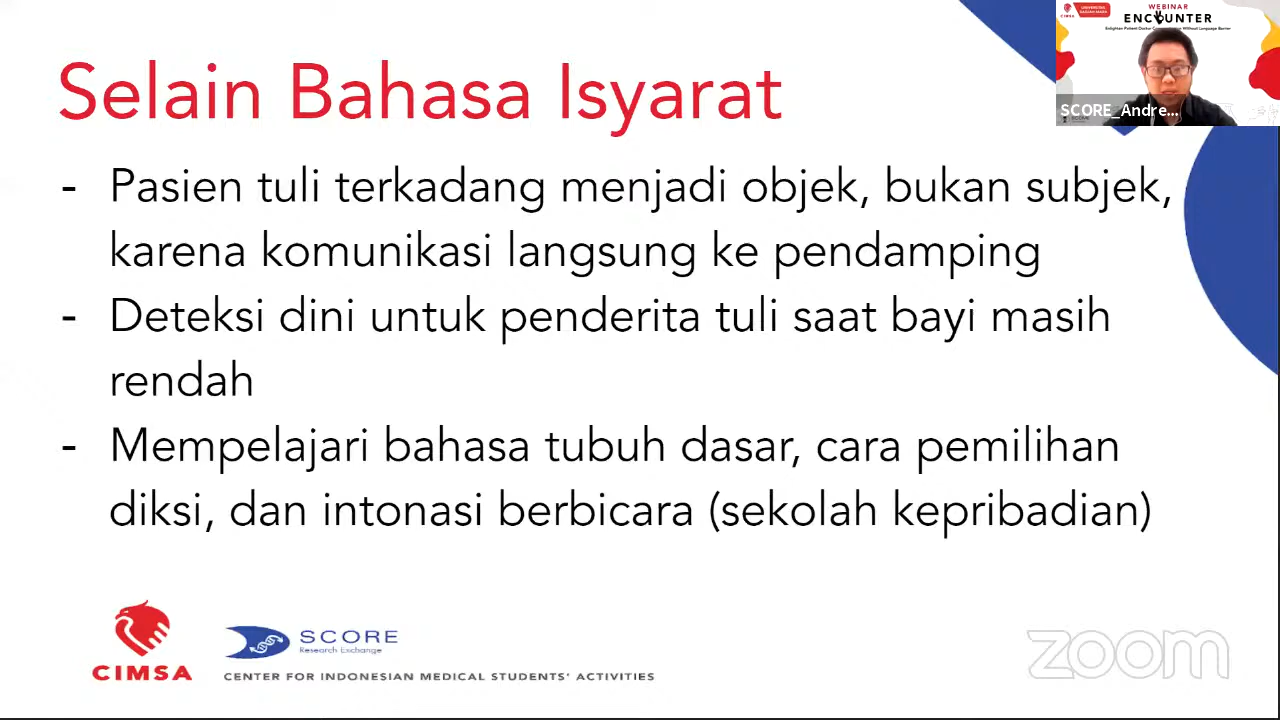 Selain Bahasa Isyarat
- Pasien tuli terkadang menjadi objek, bukan subjek,
karena komunikasi langsung ke pendamping
- Deteksi dini untuk penderita tuli saat bayi masih
rendah
- Mempelajari bahasa tubuh dasar, cara pemilihan
diksi, dan intonasi berbicara (sekolah kepribadian)
WEBINAR
ENCOUNTER
SCORE_Andre...
CIMSA
SCORE
Research Exchange
CENTER FOR INDONESIAN MEDICAL STUDENTS' ACTIVITIES
zoom